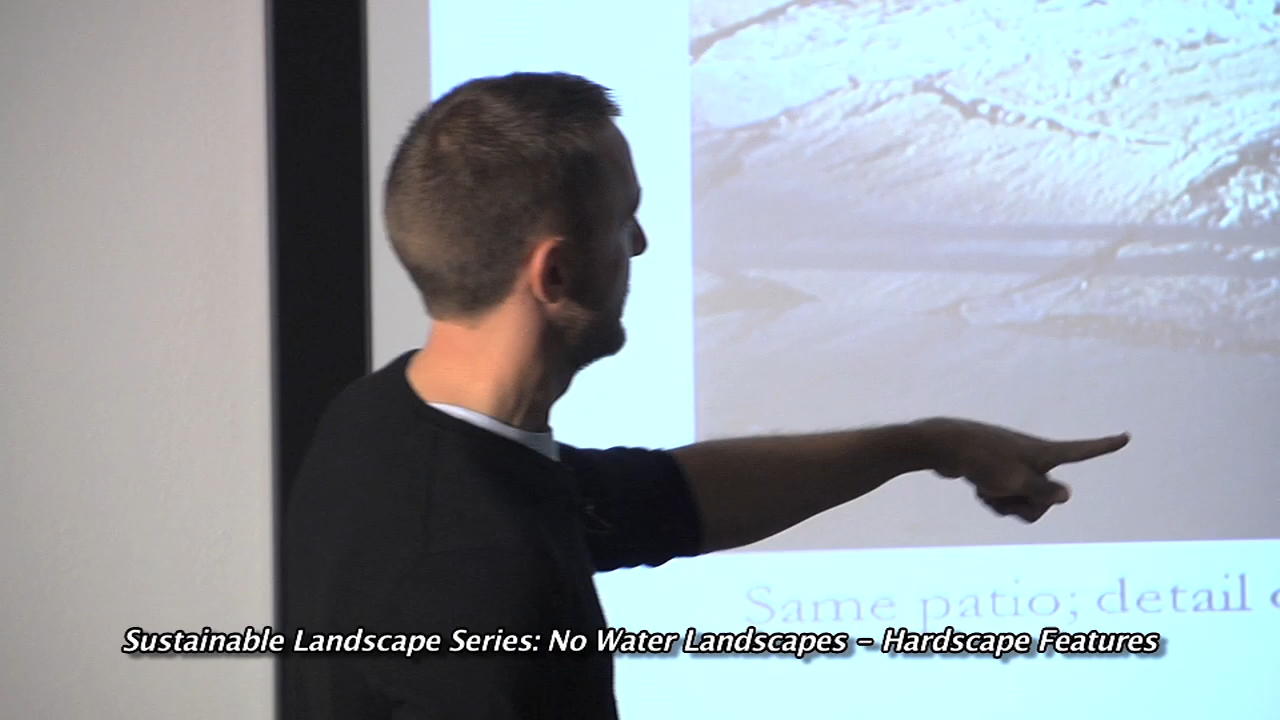 Same patio; detail
Sustainable Landscape Series: No Water Landscapes – Hardscape Features